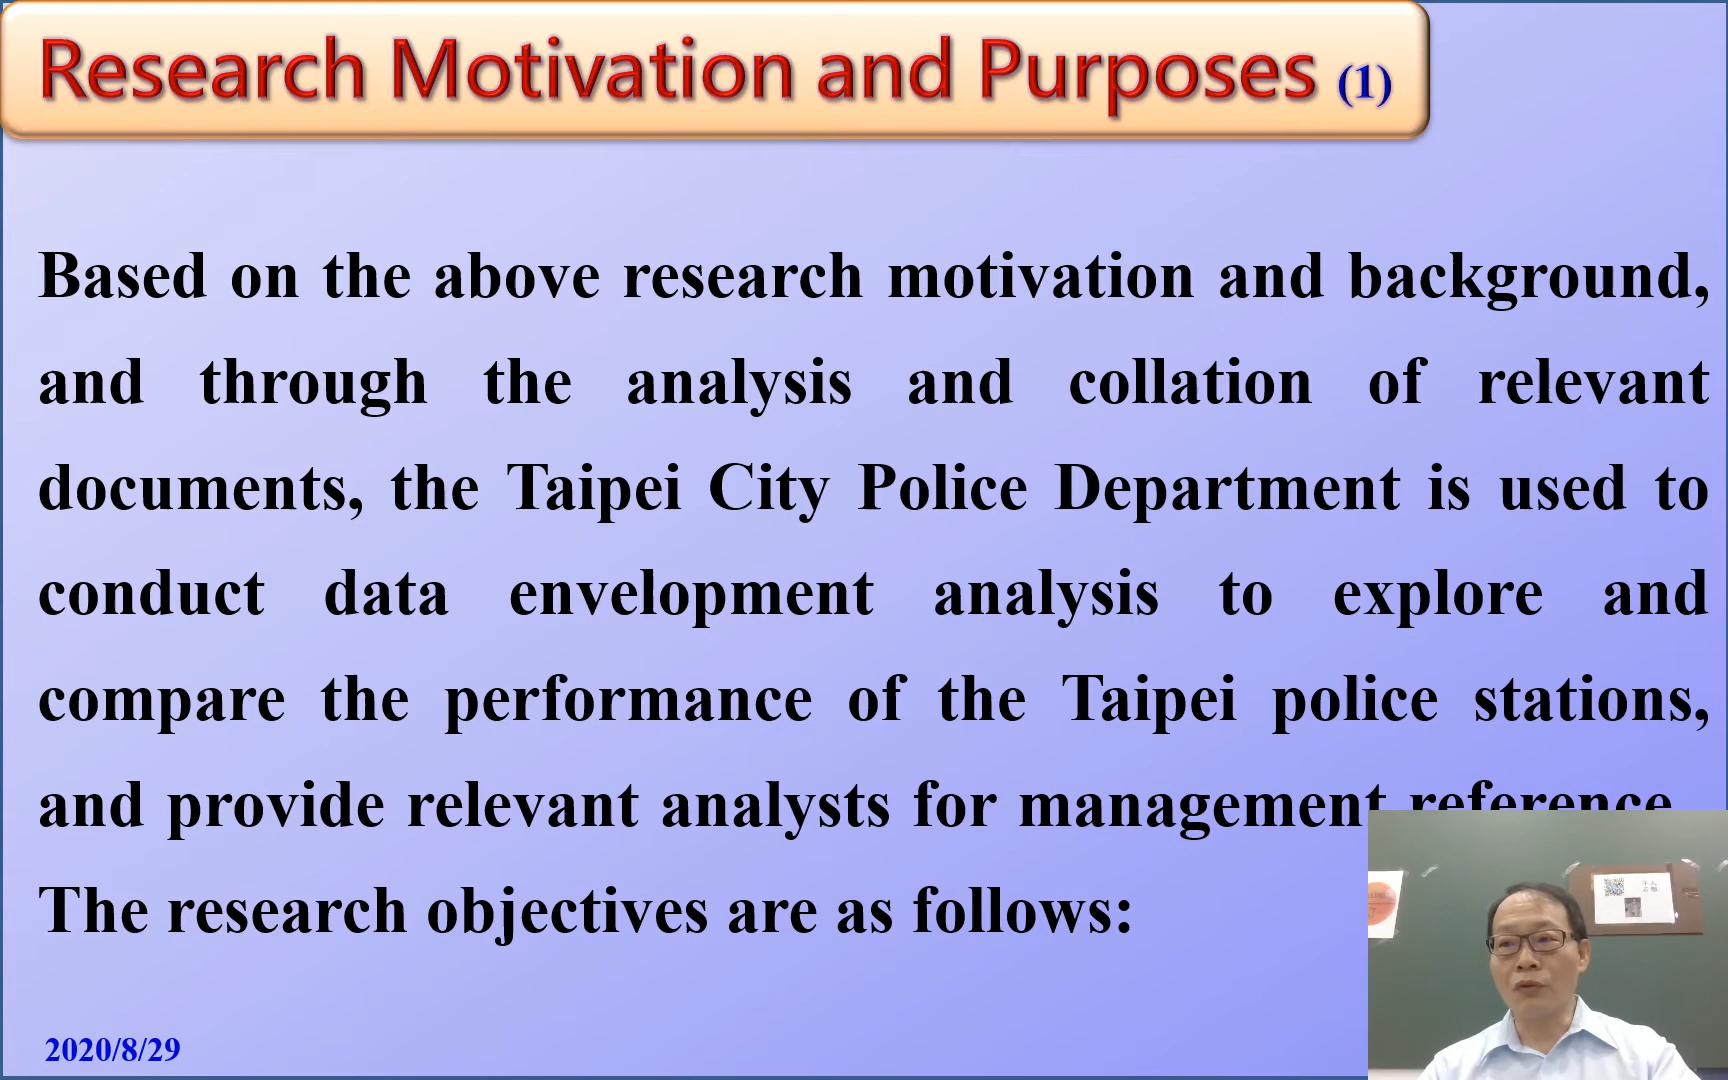 Research Motivation and Purposes (1)
Based on the above research motivation and background,
and through the analysis and collation of relevant
documents, the Taipei City Police Department is used to
conduct data envelopment analysis to explore and
compare the performance of the Taipei police stations,
and provide relevant analysts for management reference.
The research objectives are as follows:
2020/8/29